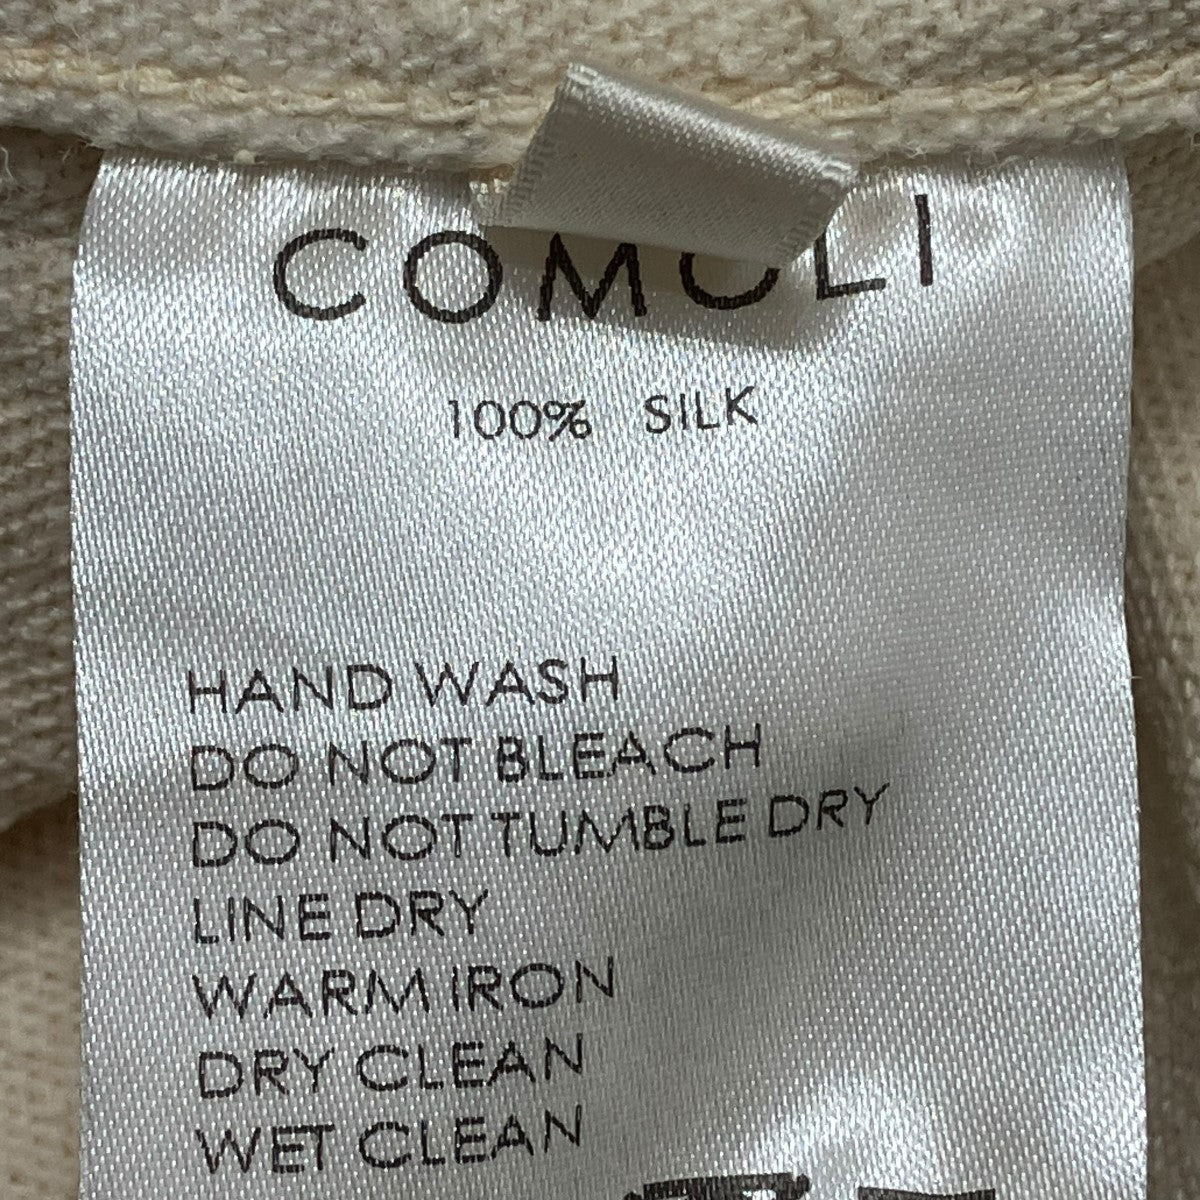 COMOLI
100% SILK
HAND WASH
DO NOT BLEACH
DO NOT TUMBLE DRY
LINE DRY
WARM IRON
DRY CLEAN
WET CLEAN